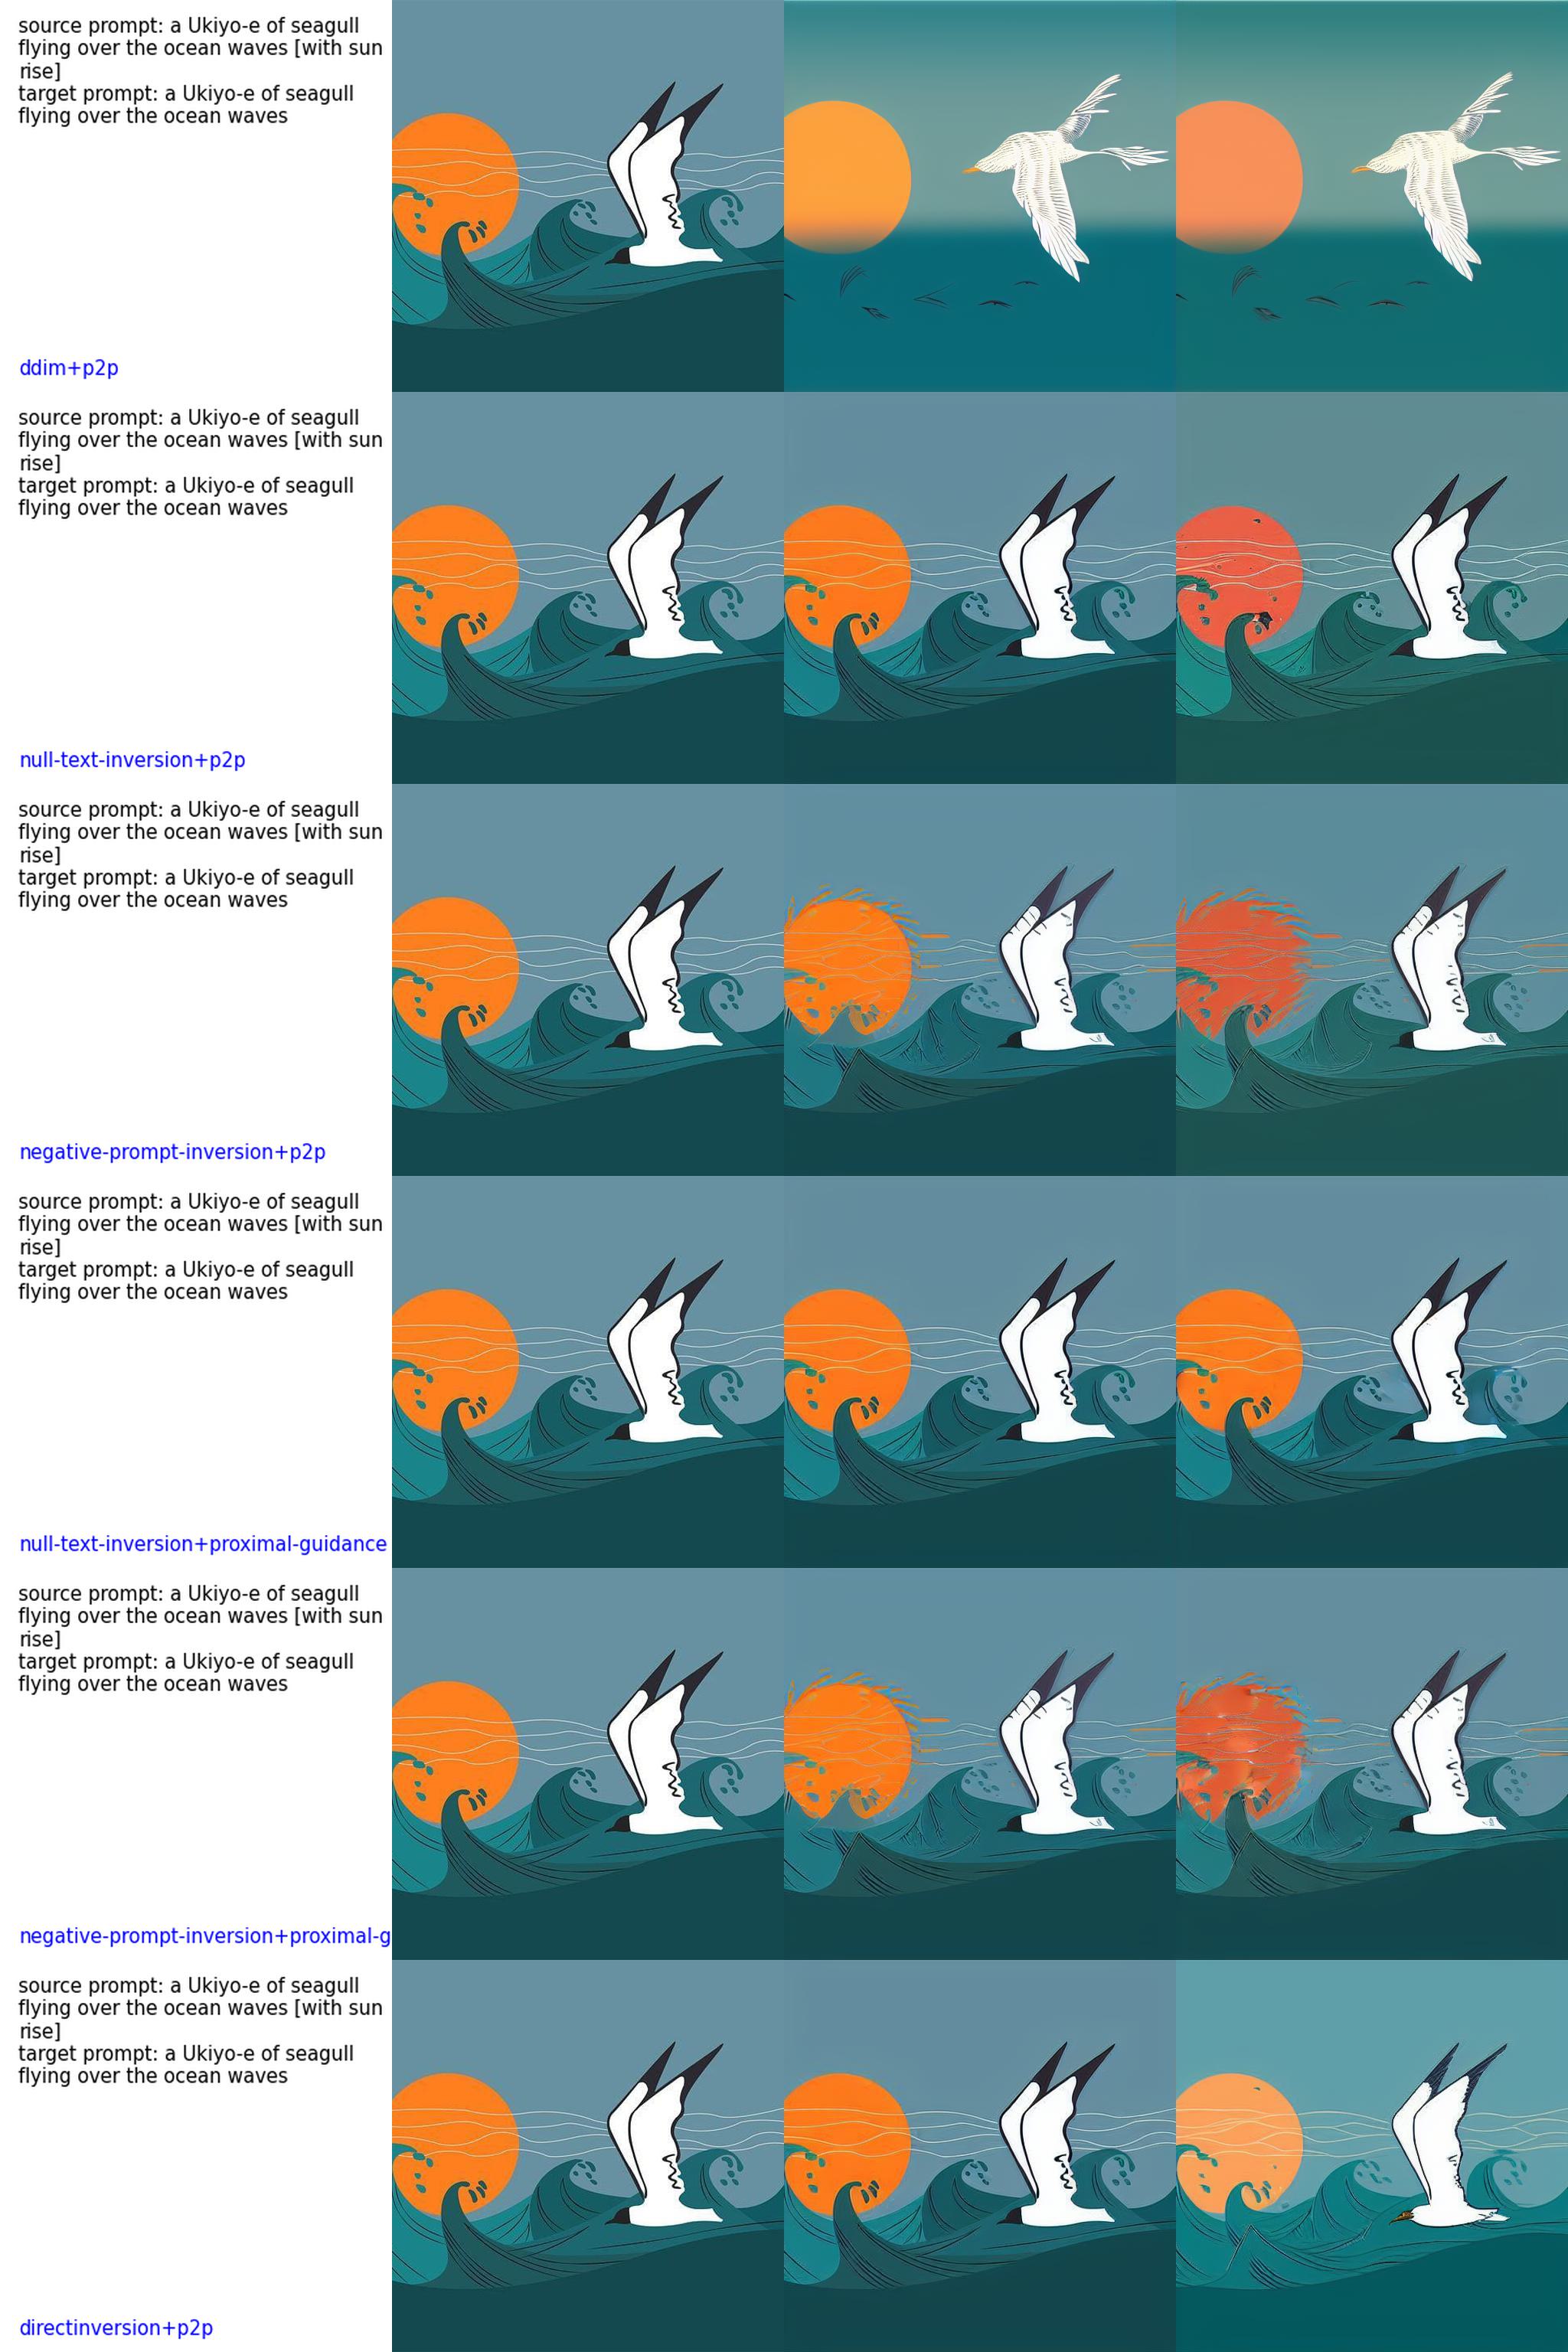 source prompt: a Ukiyo-e of seagull
flying over the ocean waves [with sun
rise]
target prompt: a Ukiyo-e of seagull
flying over the ocean waves
ddim+p2p
source prompt: a Ukiyo-e of seagull
flying over the ocean waves [with sun
rise]
target prompt: a Ukiyo-e of seagull
flying over the ocean waves
null-text-inversion+p2p
source prompt: a Ukiyo-e of seagull
flying over the ocean waves [with sun
rise]
target prompt: a Ukiyo-e of seagull
flying over the ocean waves
negative-prompt-inversion+p2p
source prompt: a Ukiyo-e of seagull
flying over the ocean waves [with sun
rise]
target prompt: a Ukiyo-e of seagull
flying over the ocean waves
null-text-inversion+proximal-guidance
source prompt: a Ukiyo-e of seagull
flying over the ocean waves [with sun
rise]
target prompt: a Ukiyo-e of seagull
flying over the ocean waves
negative-prompt-inversion+proximal-g
source prompt: a Ukiyo-e of seagull
flying over the ocean waves [with sun
rise]
target prompt: a Ukiyo-e of seagull
flying over the ocean waves
directinversion+p2p